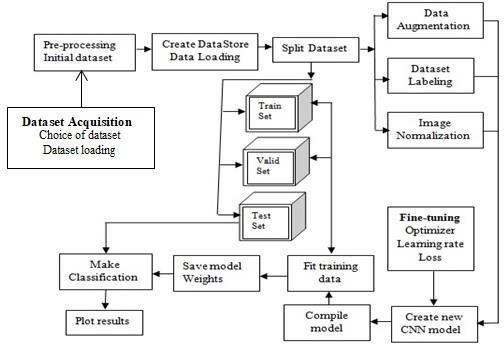 Pre-processing
Initial dataset
Create DataStore
Data Loading
Split Dataset
Data
Augmentation
Dataset
Labeling
Image
Normalization
Dataset Acquisition
Choice of dataset
Dataset loading
Train
Set
Valid
Set
Test
Set
Fine-tuning
Optimizer
Learning rate
Loss
Make
Classification
Save model
Weights
Fit training
data
Plot results
Compile
model
Create new
CNN model